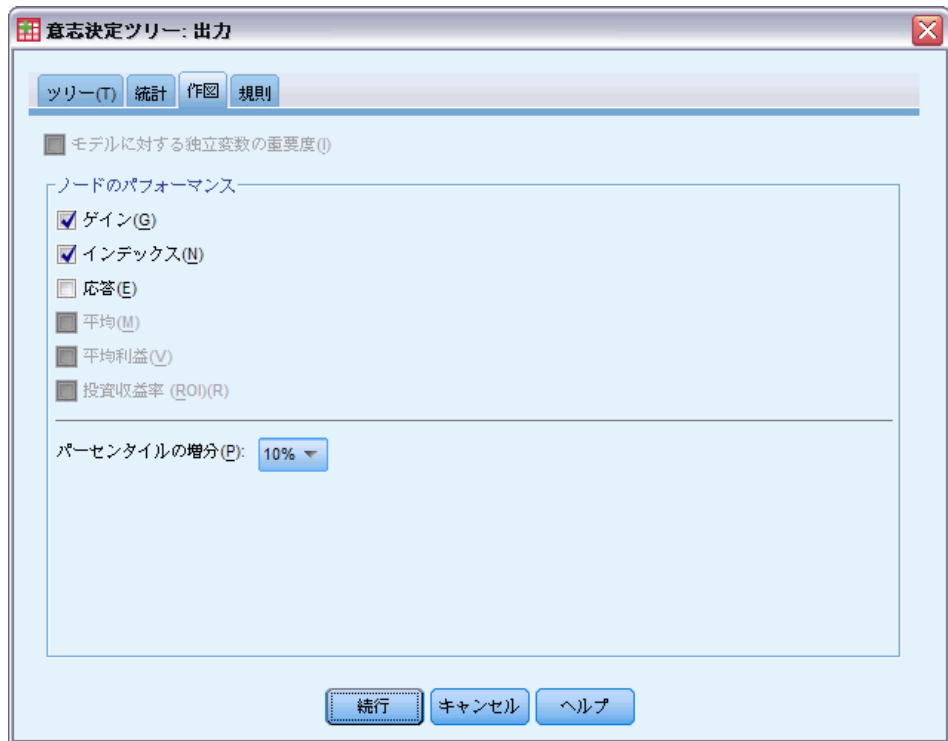 意志決定ツリー: 出力
ツリー(T) 統計 作図 規則
モデルに対する独立変数の重要度(I)
ノードのパフォーマンス
ゲイン(G)
インデックス(N)
応答(E)
平均(M)
平均利益(V)
投資収益率 (ROI)(R)
パーセンタイルの増分(P): 10%
続行 キャンセル ヘルプ